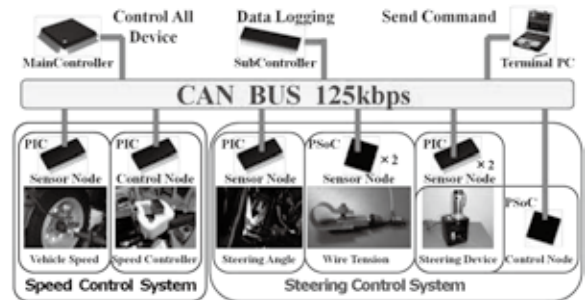 Control All
Device
Data Logging
Send Command
MainController
SubController
Terminal PC
CAN BUS 125kbps
PIC
Sensor Node
Vehicle Speed
PIC
Control Node
Speed Controller
Speed Control System
PIC
Sensor Node
Steering Angle
PSoC
× 2
Sensor Node
Wire Tension
PIC
× 2
Sensor Node
Steering Device
PSoC
Control Node
Steering Control System